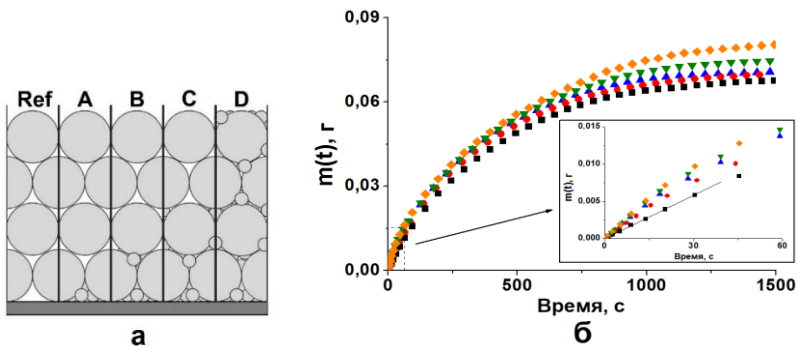 Ref A B C D
а
m(t), г
0,09
0,06
0,03
0,00
0 500 1000 1500
Время, с
б
m(t), г
0,015
0,010
0,005
0,000
0 30 60
Время, с